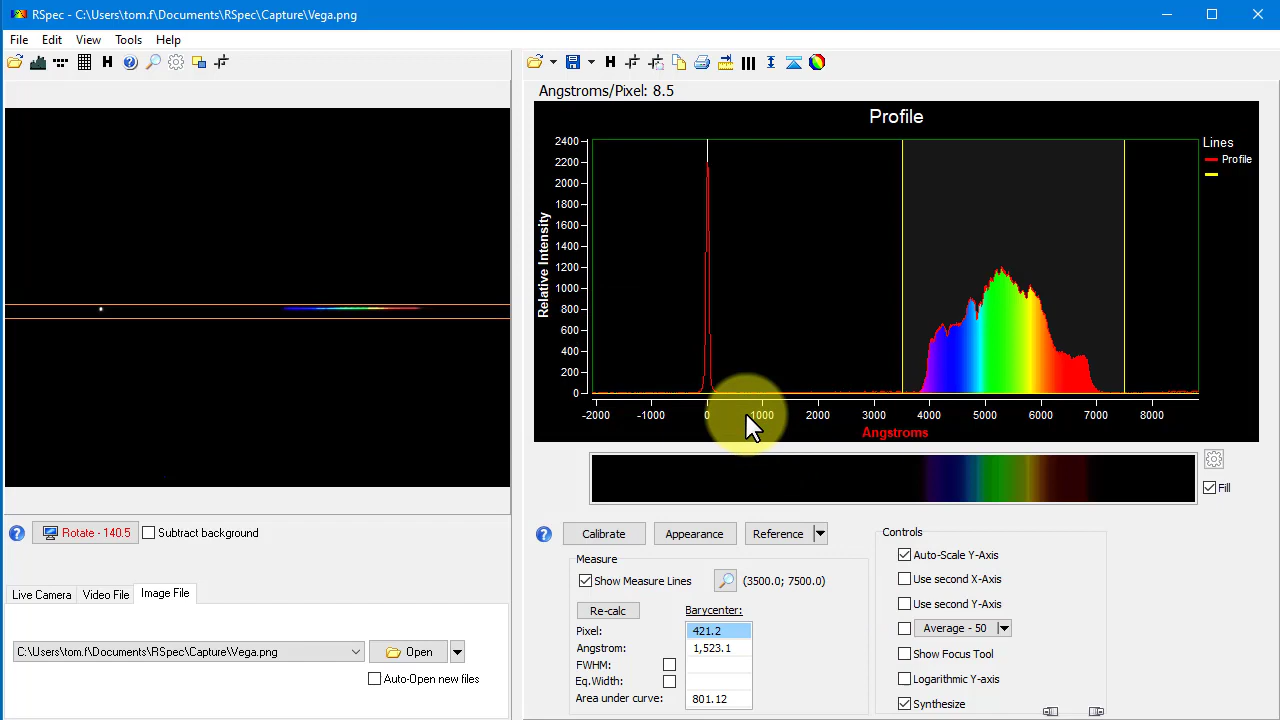 RSpec - C:\Users\tom.f\Documents\RSpec\Capture\Vega.png
File Edit View Tools Help
Angstroms/Pixel: 8.5
Profile
Lines
Profile
2400
2200
2000
1800
1600
1400
1200
1000
800
600
400
200
0
Relative Intensity
-2000 -1000 0 1000 2000 3000 4000 5000 6000 7000 8000
Angstroms
Fill
Rotate - 140.5 Subtract background
Live Camera Video File Image File
C:\Users\tom.f\Documents\RSpec\Capture\Vega.png Open
Auto-Open new files
Calibrate Appearance Reference
Measure
Show Measure Lines (3500.0; 7500.0)
Re-calc Barycenter:
Pixel: 421.2
Angstrom: 1,523.1
FWHM:
Eq.Width:
Area under curve: 801.12
Controls
Auto-Scale Y-Axis
Use second X-Axis
Use second Y-Axis
Average - 50
Show Focus Tool
Logarithmic Y-axis
Synthesize